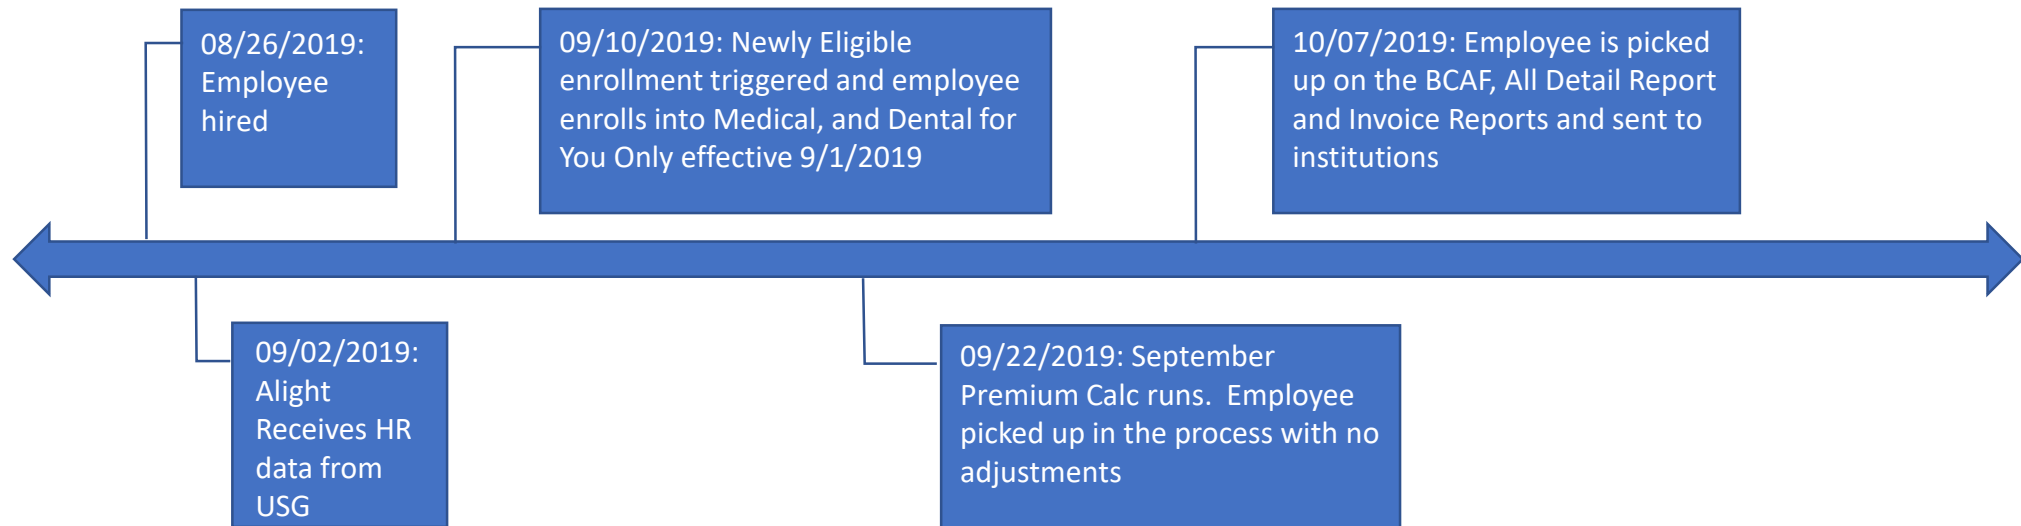 08/26/2019:
Employee
hired
09/10/2019: Newly Eligible
enrollment triggered and employee
enrolls into Medical, and Dental for
You Only effective 9/1/2019
10/07/2019: Employee is picked
up on the BCAF, All Detail Report
and Invoice Reports and sent to
institutions
09/02/2019:
Alight
Receives HR
data from
USG
09/22/2019: September
Premium Calc runs.  Employee
picked up in the process with no
adjustments